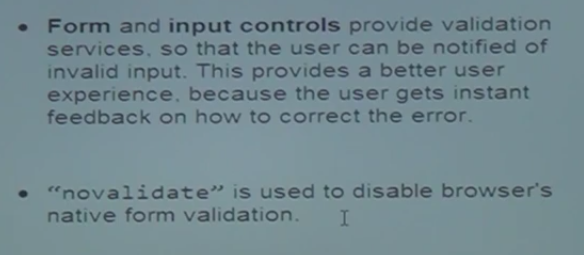 • Form and input controls provide validation
services, so that the user can be notified of
invalid input. This provides a better user
experience, because the user gets instant
feedback on how to correct the error.
• “novalidate” is used to disable browser's
native form validation.